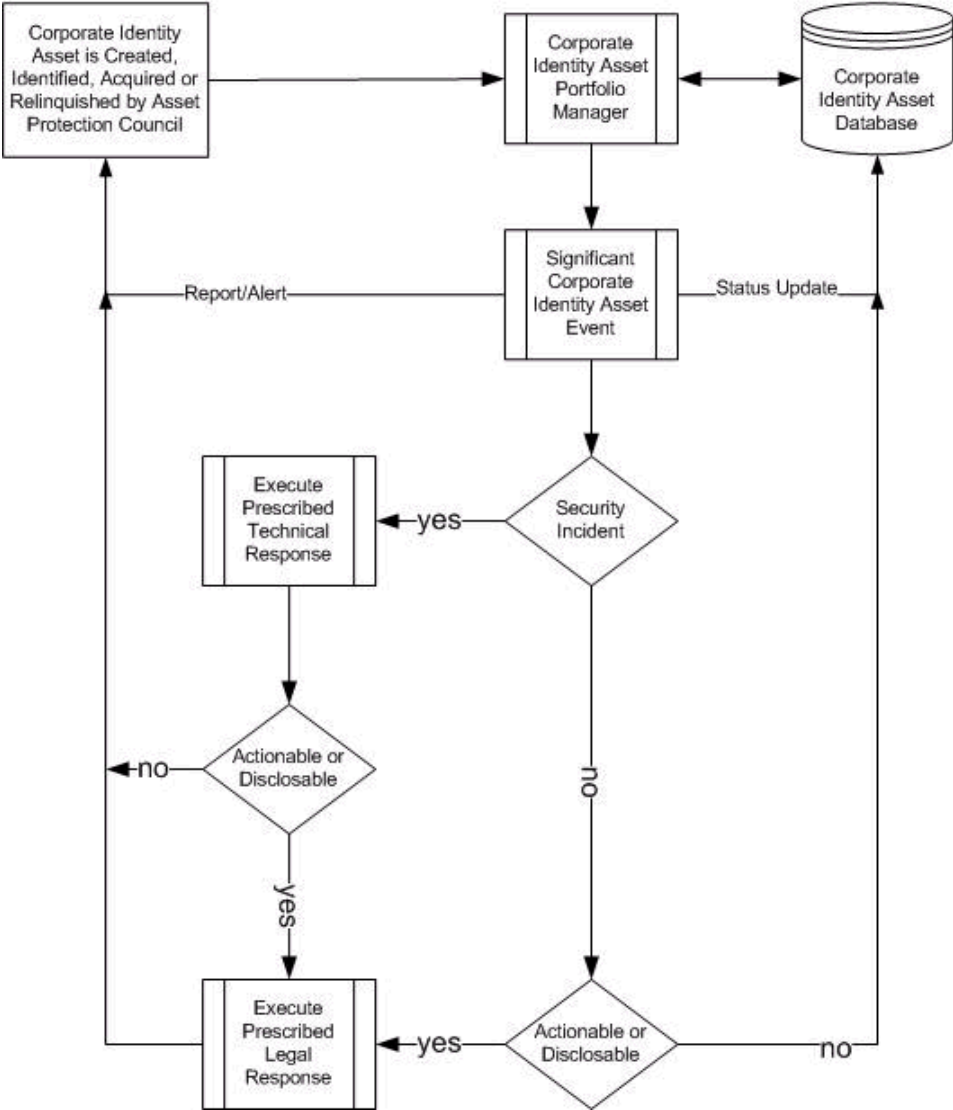 Corporate Identity
Asset is Created,
Identified, Acquired or
Relinquished by Asset
Protection Council
Corporate
Identity Asset
Portfolio
Manager
Corporate
Identity Asset
Database
Report/Alert
Significant
Corporate
Identity Asset
Event
Status Update
Execute
Prescribed
Technical
Response
yes
Security
Incident
no
Actionable or
Disclosable
no
yes
Execute
Prescribed
Legal
Response
yes
Actionable or
Disclosable
no